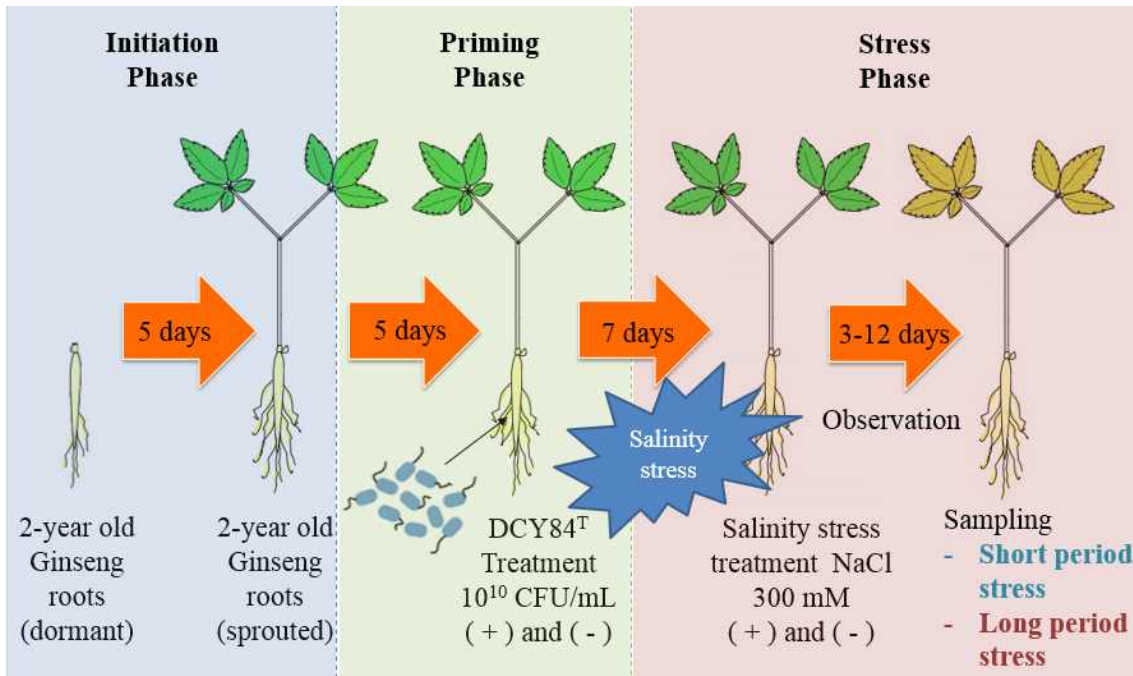 Initiation
Phase
Priming
Phase
Stress
Phase
5 days
5 days
7 days
3-12 days
Salinity
stress
Observation
2-year old
Ginseng
roots
(dormant)
2-year old
Ginseng
roots
(sprouted)
DCY84ᵀ
Treatment
10¹⁰ CFU/mL
( + ) and ( - )
Salinity stress
treatment NaCl
300 mM
( + ) and ( - )
Sampling
- Short period
stress
- Long period
stress